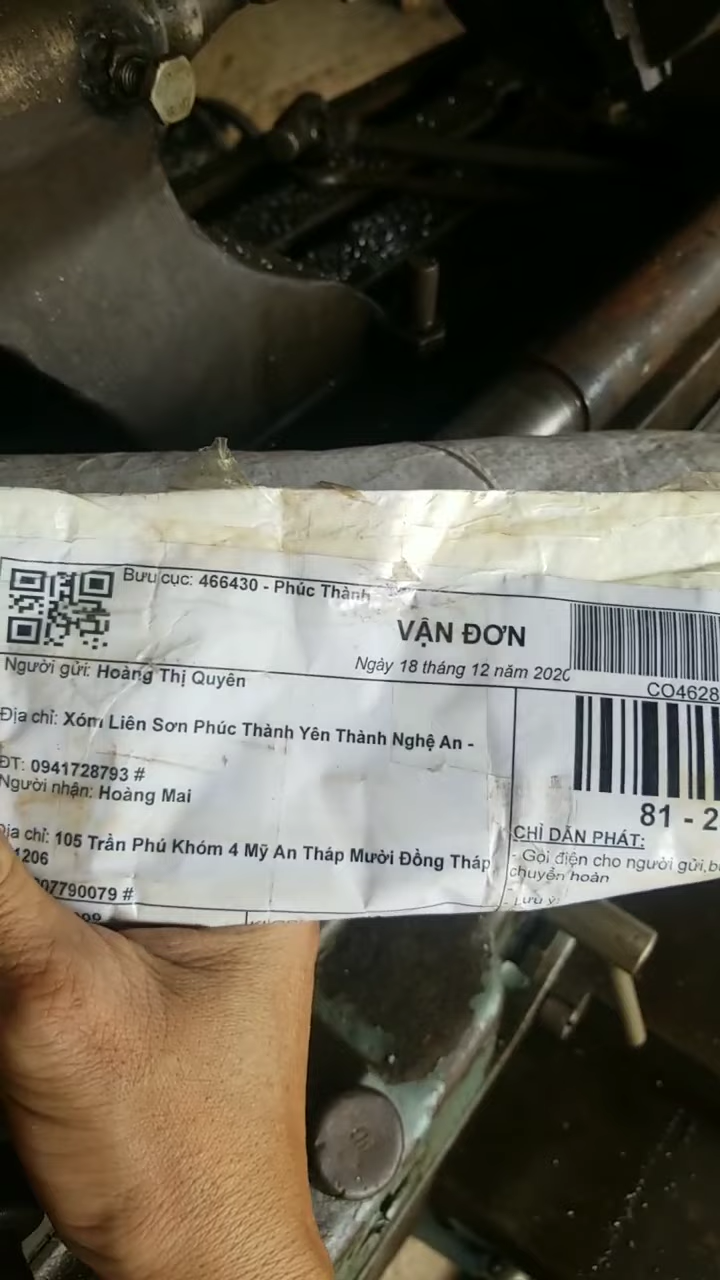 Bưu cục: 466430 - Phúc Thành
VẬN ĐƠN
Ngày 18 tháng 12 năm 2020
CO4628
Người gửi: Hoàng Thị Quyên
Địa chỉ: Xóm Liên Sơn Phúc Thành Yên Thành Nghệ An -
ĐT: 0941728793 #
Người nhận: Hoàng Mai
81 - 2
Địa chỉ: 105 Trần Phú Khóm 4 Mỹ An Tháp Mười Đồng Tháp
1206
07790079 #
CHỈ DẪN PHÁT:
- Gọi điện cho người gửi,
chuyển hoàn
- Lưu ý: